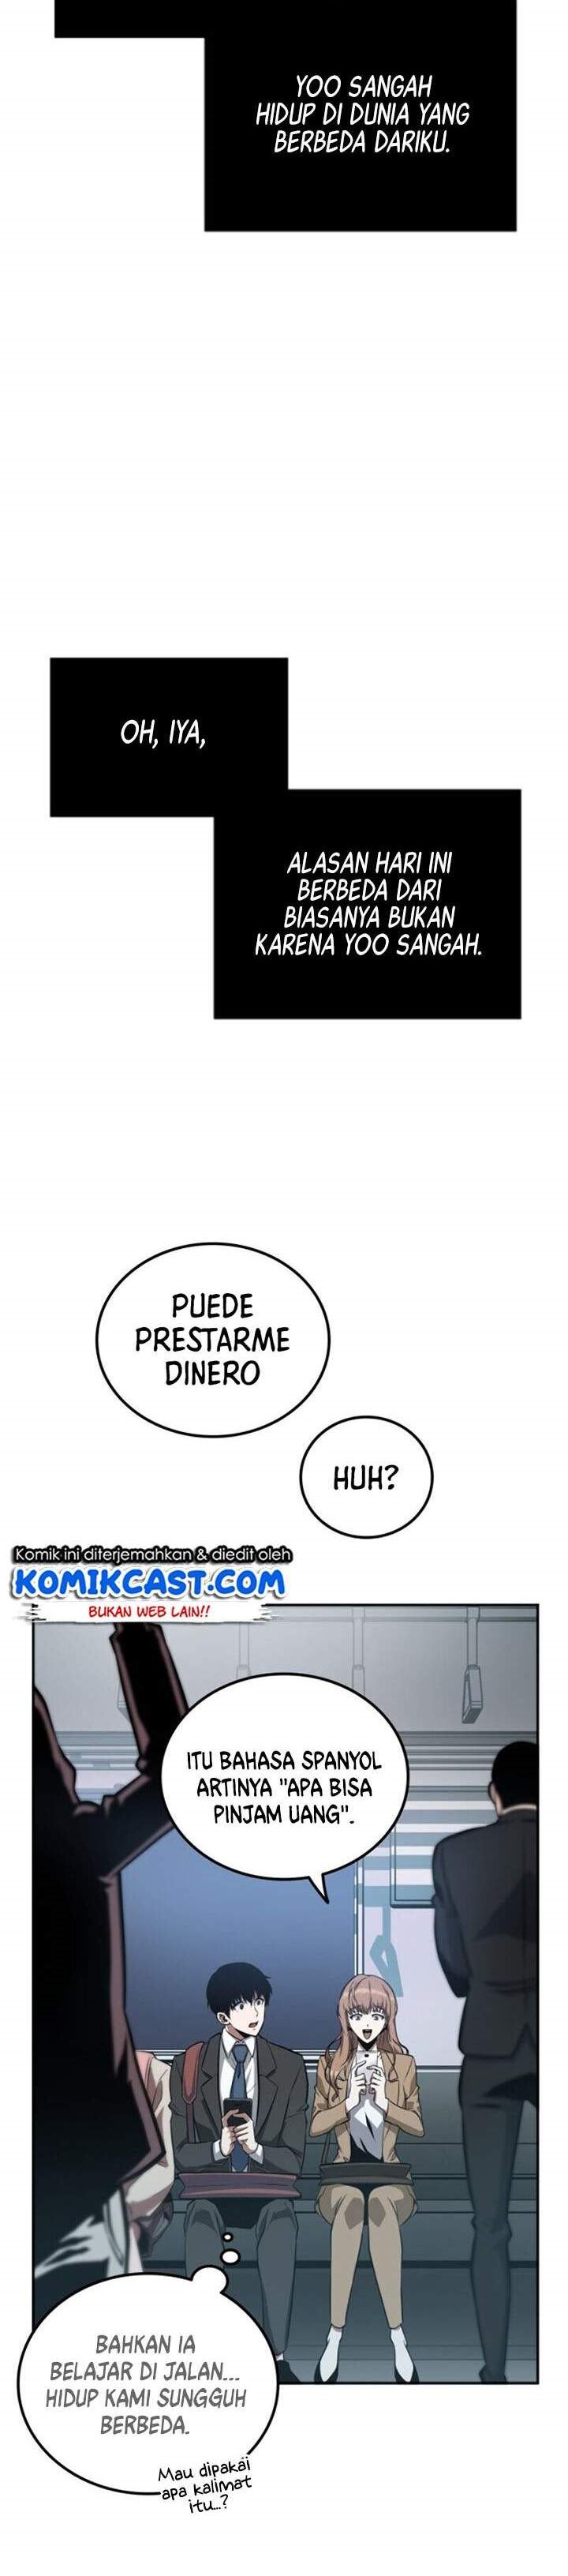 YOO SANGAH
HIDUP DI DUNIA YANG
BERBEDA DARIKU.
OH, IYA,
ALASAN HARI INI
BERBEDA DARI
BIASANYA BUKAN
KARENA YOO SANGAH.
PUEDE
PRESTARME
DINERO
HUH?
Komik ini diterjemahkan & diedit oleh
KOMIKCAST.COM
BUKAN WEB LAIN!!
ITU BAHASA SPANYOL
ARTINYA "APA BISA
PINJAM UANG".
BAHKAN IA
BELAJAR DI JALAN...
HIDUP KAMI SUNGGUH
BERBEDA.
Mau dipakai
apa kalimat
itu...?